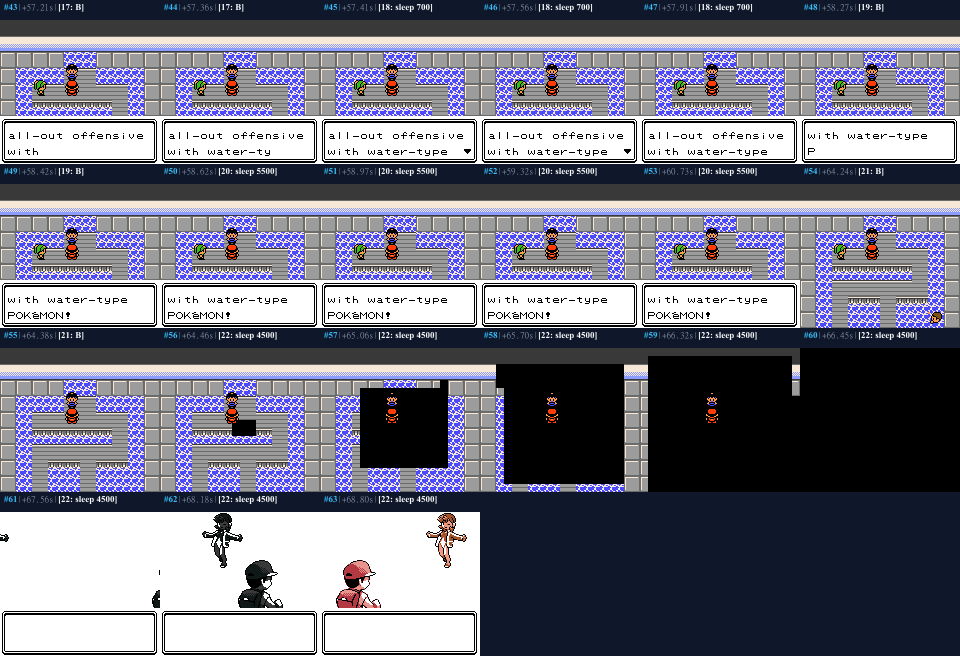 #43|+57.21s| [17: B]
#44|+57.36s| [17: B]
#45|+57.41s| [18: sleep 700]
#46|+57.56s| [18: sleep 700]
#47|+57.91s| [18: sleep 700]
#48|+58.27s| [19: B]
all-out offensive
with
all-out offensive
with water-ty
all-out offensive
with water-type
all-out offensive
with water-type
all-out offensive
with water-type
with water-type
P
#49|+58.42s| [19: B]
#50|+58.62s| [20: sleep 5500]
#51|+58.97s| [20: sleep 5500]
#52|+59.32s| [20: sleep 5500]
#53|+60.73s| [20: sleep 5500]
#54|+64.24s| [21: B]
with water-type
POKéMON!
with water-type
POKéMON!
with water-type
POKéMON!
with water-type
POKéMON!
with water-type
POKéMON!
#55|+64.38s| [21: B]
#56|+64.46s| [22: sleep 4500]
#57|+65.06s| [22: sleep 4500]
#58|+65.70s| [22: sleep 4500]
#59|+66.32s| [22: sleep 4500]
#60|+66.45s| [22: sleep 4500]
#61|+67.56s| [22: sleep 4500]
#62|+68.18s| [22: sleep 4500]
#63|+68.80s| [22: sleep 4500]